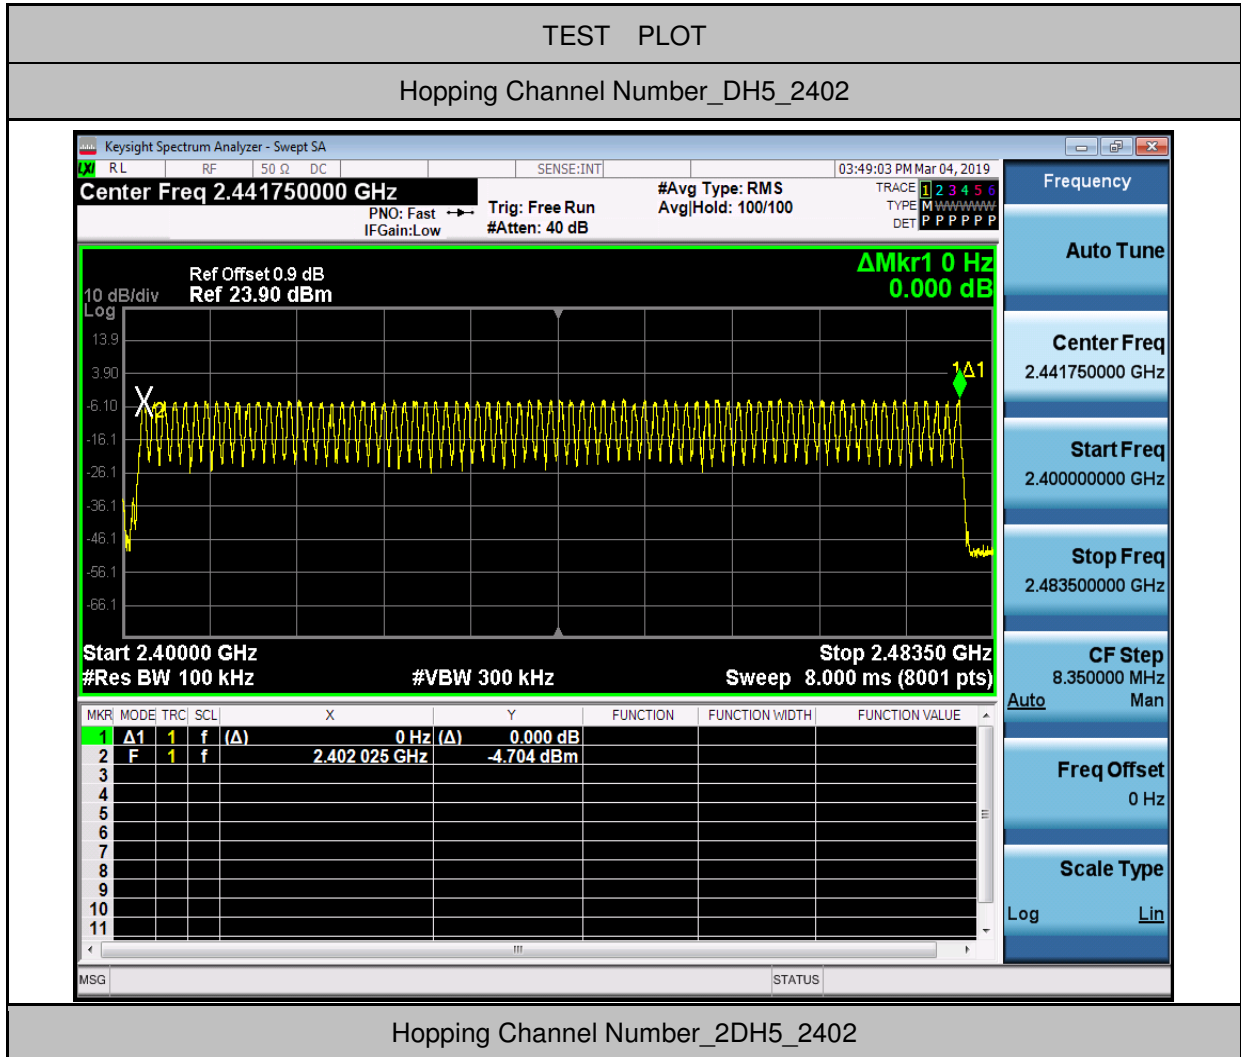 TEST PLOT
Hopping Channel Number_DH5_2402
Keysight Spectrum Analyzer - Swept SA
LXI RL RF 50 Ω DC SENSE:INT 03:49:03 PM Mar 04, 2019
Center Freq 2.441750000 GHz
PNO: Fast
IFGain:Low
Trig: Free Run
#Atten: 40 dB
#Avg Type: RMS
Avg|Hold: 100/100
TRACE 1 2 3 4 5 6
TYPE M WWWWW
DET P P P P P P
Ref Offset 0.9 dB
10 dB/div Ref 23.90 dBm
Log
ΔMkr1 0 Hz
0.000 dB
13.9
3.90
-6.10
-16.1
-26.1
-36.1
-46.1
-56.1
-66.1
X2
1Δ1
Start 2.40000 GHz Stop 2.48350 GHz
#Res BW 100 kHz #VBW 300 kHz Sweep 8.000 ms (8001 pts)
MKR MODE TRC SCL X Y FUNCTION FUNCTION WIDTH FUNCTION VALUE
1 Δ1 1 f (Δ) 0 Hz (Δ) 0.000 dB
2 F 1 f 2.402 025 GHz -4.704 dBm
3
4
5
6
7
8
9
10
11
MSG STATUS
Frequency
Auto Tune
Center Freq
2.441750000 GHz
Start Freq
2.400000000 GHz
Stop Freq
2.483500000 GHz
CF Step
8.350000 MHz
Auto Man
Freq Offset
0 Hz
Scale Type
Log Lin
Hopping Channel Number_2DH5_2402